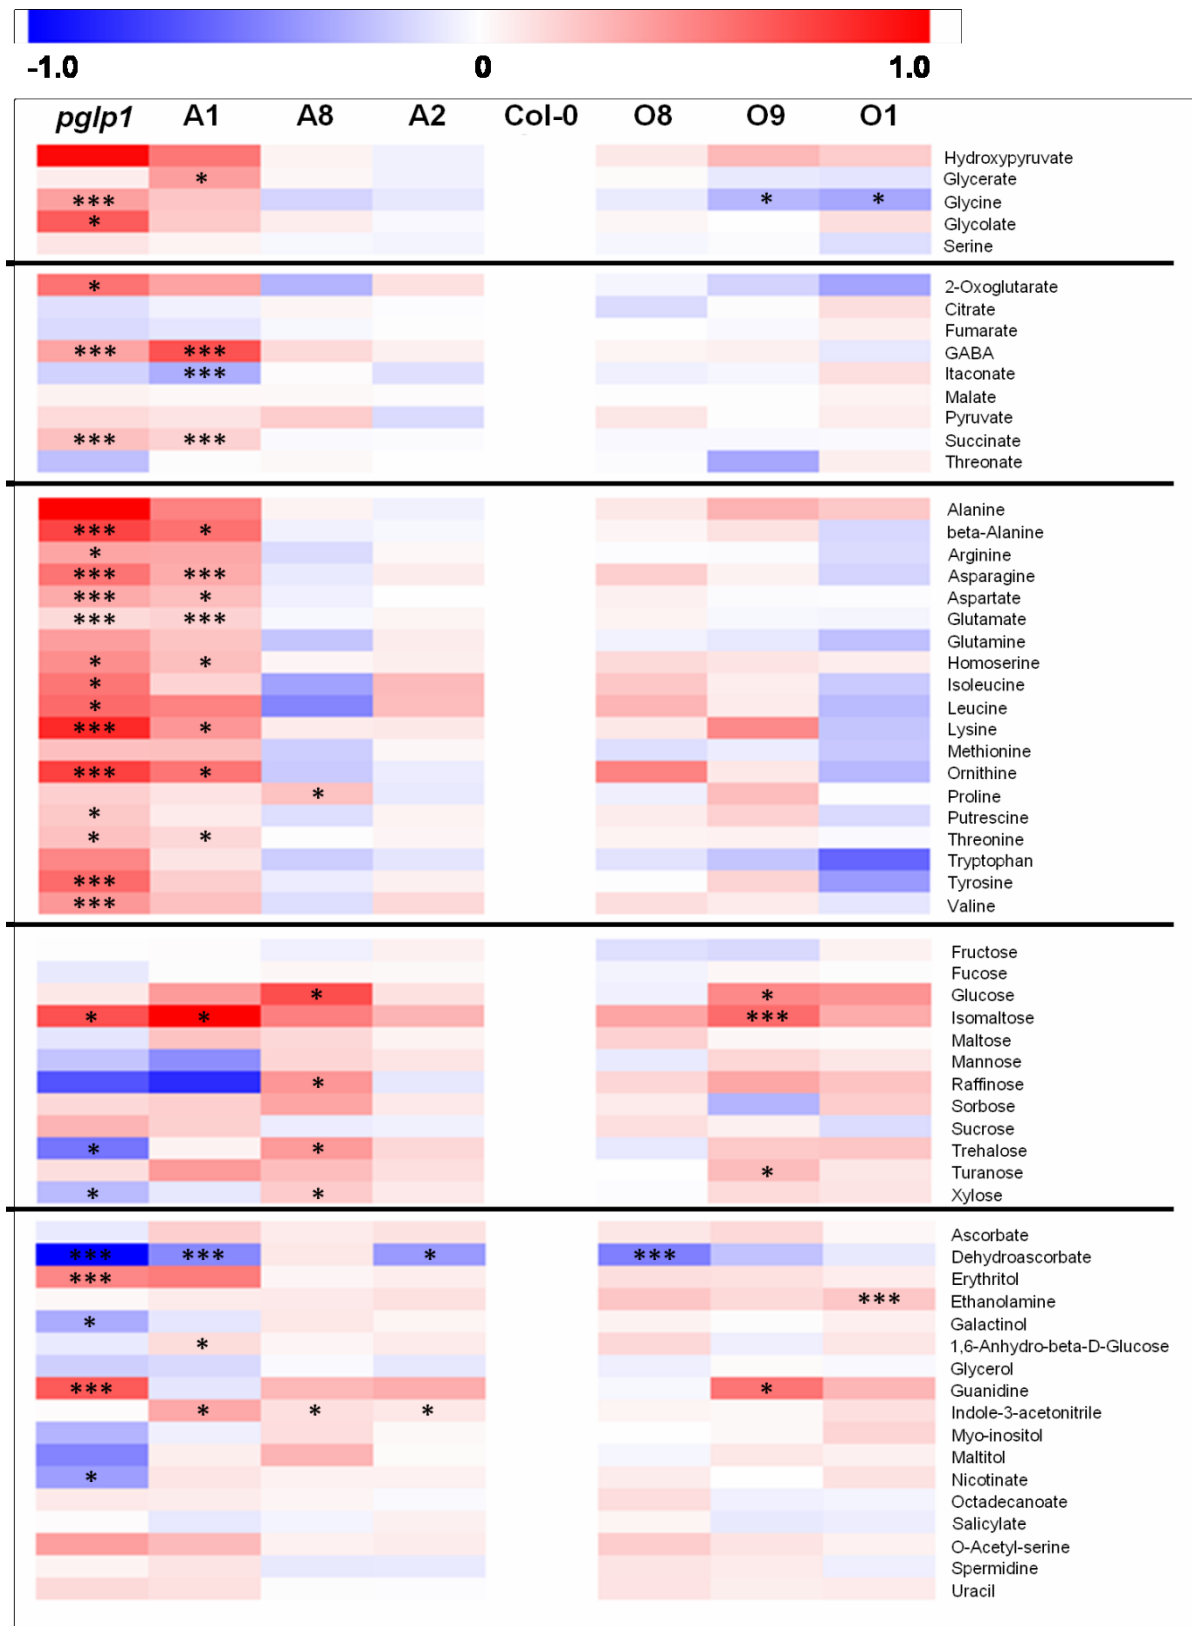 -1.0 0 1.0
pglp1 A1 A8 A2 Col-0 O8 O9 O1
Hydroxypyruvate
* Glycerate
*** * * Glycine
* Glycolate
Serine
* 2-Oxoglutarate
Citrate
Fumarate
*** *** GABA
*** Itaconate
Malate
Pyruvate
*** *** Succinate
Threonate
Alanine
*** * beta-Alanine
* Arginine
*** *** Asparagine
*** * Aspartate
*** *** Glutamate
Glutamine
* * Homoserine
* Isoleucine
* Leucine
*** * Lysine
Methionine
*** * Ornithine
* Proline
* Putrescine
* * Threonine
Tryptophan
*** Tyrosine
*** Valine
Fructose
Fucose
* * Glucose
* * *** Isomaltose
Maltose
Mannose
* Raffinose
Sorbose
Sucrose
* * Trehalose
* Turanose
* * Xylose
Ascorbate
*** *** * *** Dehydroascorbate
*** Erythritol
*** Ethanolamine
* Galactinol
* 1,6-Anhydro-beta-D-Glucose
Glycerol
*** * Guanidine
* * * Indole-3-acetonitrile
Myo-inositol
Maltitol
* Nicotinate
Octadecanoate
Salicylate
O-Acetyl-serine
Spermidine
Uracil